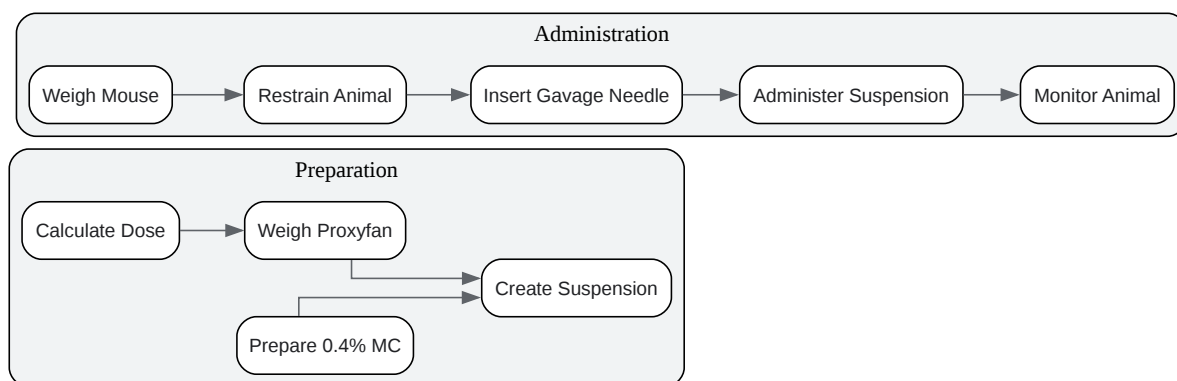 Administration
Weigh Mouse
Restrain Animal
Insert Gavage Needle
Administer Suspension
Monitor Animal
Preparation
Calculate Dose
Weigh Proxyfan
Create Suspension
Prepare 0.4% MC